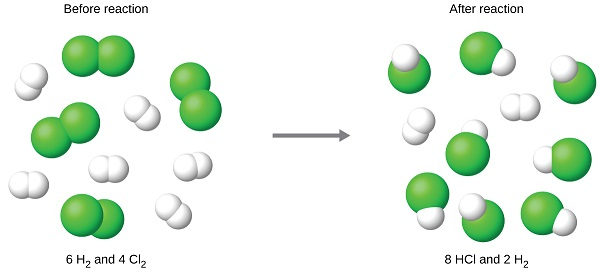 Before reaction
After reaction
6 H₂ and 4 Cl₂
8 HCl and 2 H₂